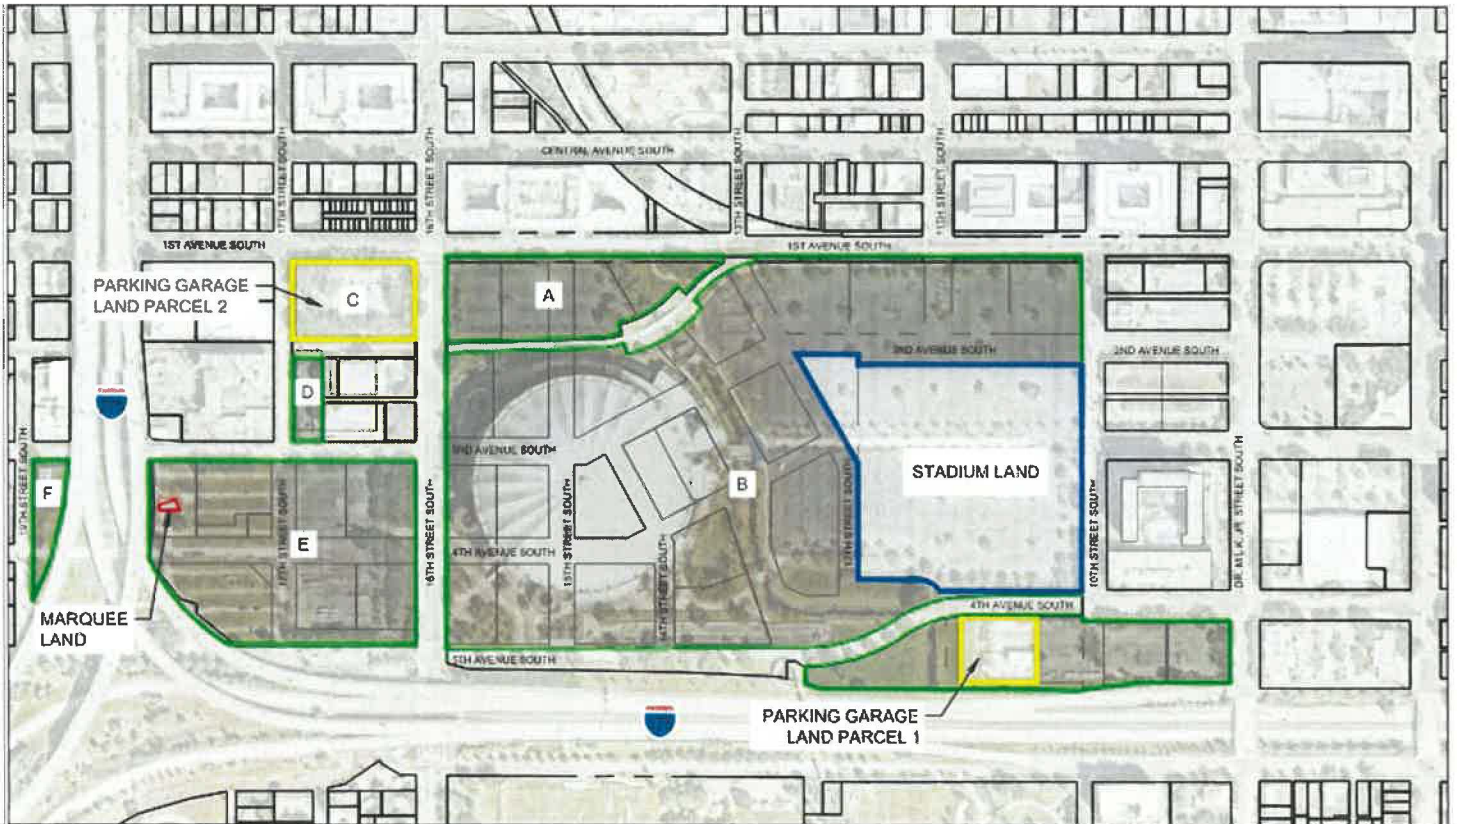 CENTRAL AVENUE SOUTH
17TH STREET SOUTH
16TH STREET SOUTH
12TH STREET SOUTH
11TH STREET SOUTH
1ST AVENUE SOUTH
1ST AVENUE SOUTH
PARKING GARAGE
LAND PARCEL 2
C
A
2ND AVENUE SOUTH
2ND AVENUE SOUTH
D
AVENUE SOUTH
STADIUM LAND
B
F
19TH STREET SOUTH
E
17TH STREET SOUTH
16TH STREET SOUTH
15TH STREET SOUTH
14TH STREET SOUTH
12TH STREET SOUTH
10TH STREET SOUTH
DR. M.L.K. JR. STREET SOUTH
4TH AVENUE SOUTH
4TH AVENUE SOUTH
MARQUEE
LAND
5TH AVENUE SOUTH
PARKING GARAGE
LAND PARCEL 1